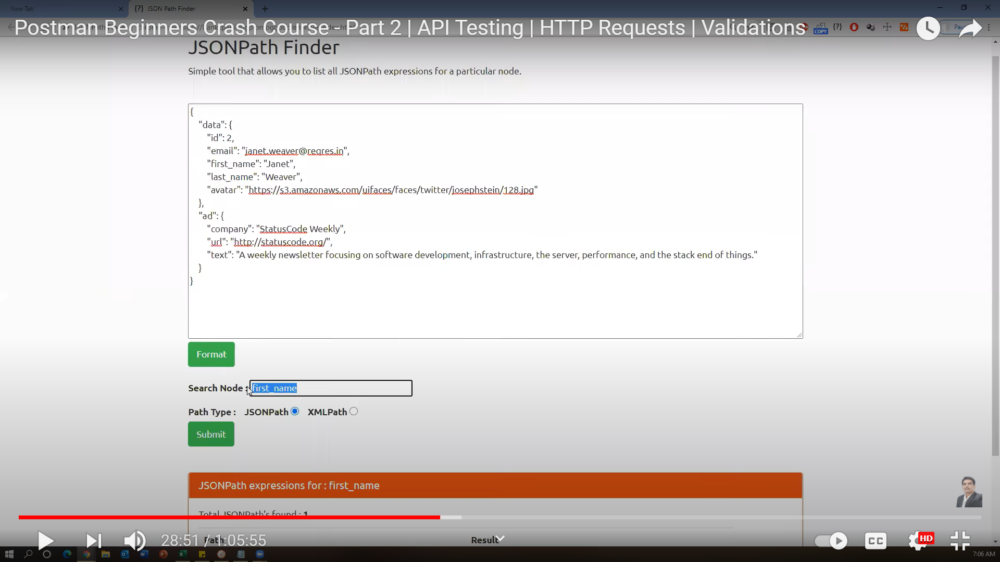 New Tab
{?} JSON Path Finder
Postman Beginners Crash Course - Part 2 | API Testing | HTTP Requests | Validations
COPY
{?}
JSONPath Finder
Simple tool that allows you to list all JSONPath expressions for a particular node.
{
"data": {
"id": 2,
"email": "janet.weaver@reqres.in",
"first_name": "Janet",
"last_name": "Weaver",
"avatar": "https://s3.amazonaws.com/uifaces/faces/twitter/josephstein/128.jpg"
},
"ad": {
"company": "StatusCode Weekly",
"url": "http://statuscode.org/",
"text": "A weekly newsletter focusing on software development, infrastructure, the server, performance, and the stack end of things."
}
}
Format
Search Node : first_name
Path Type : JSONPath XMLPath
Submit
JSONPath expressions for : first_name
Total JSONPath's found : 1
Path Result
28:51 / 1:05:55
CC
HD
7:06 AM